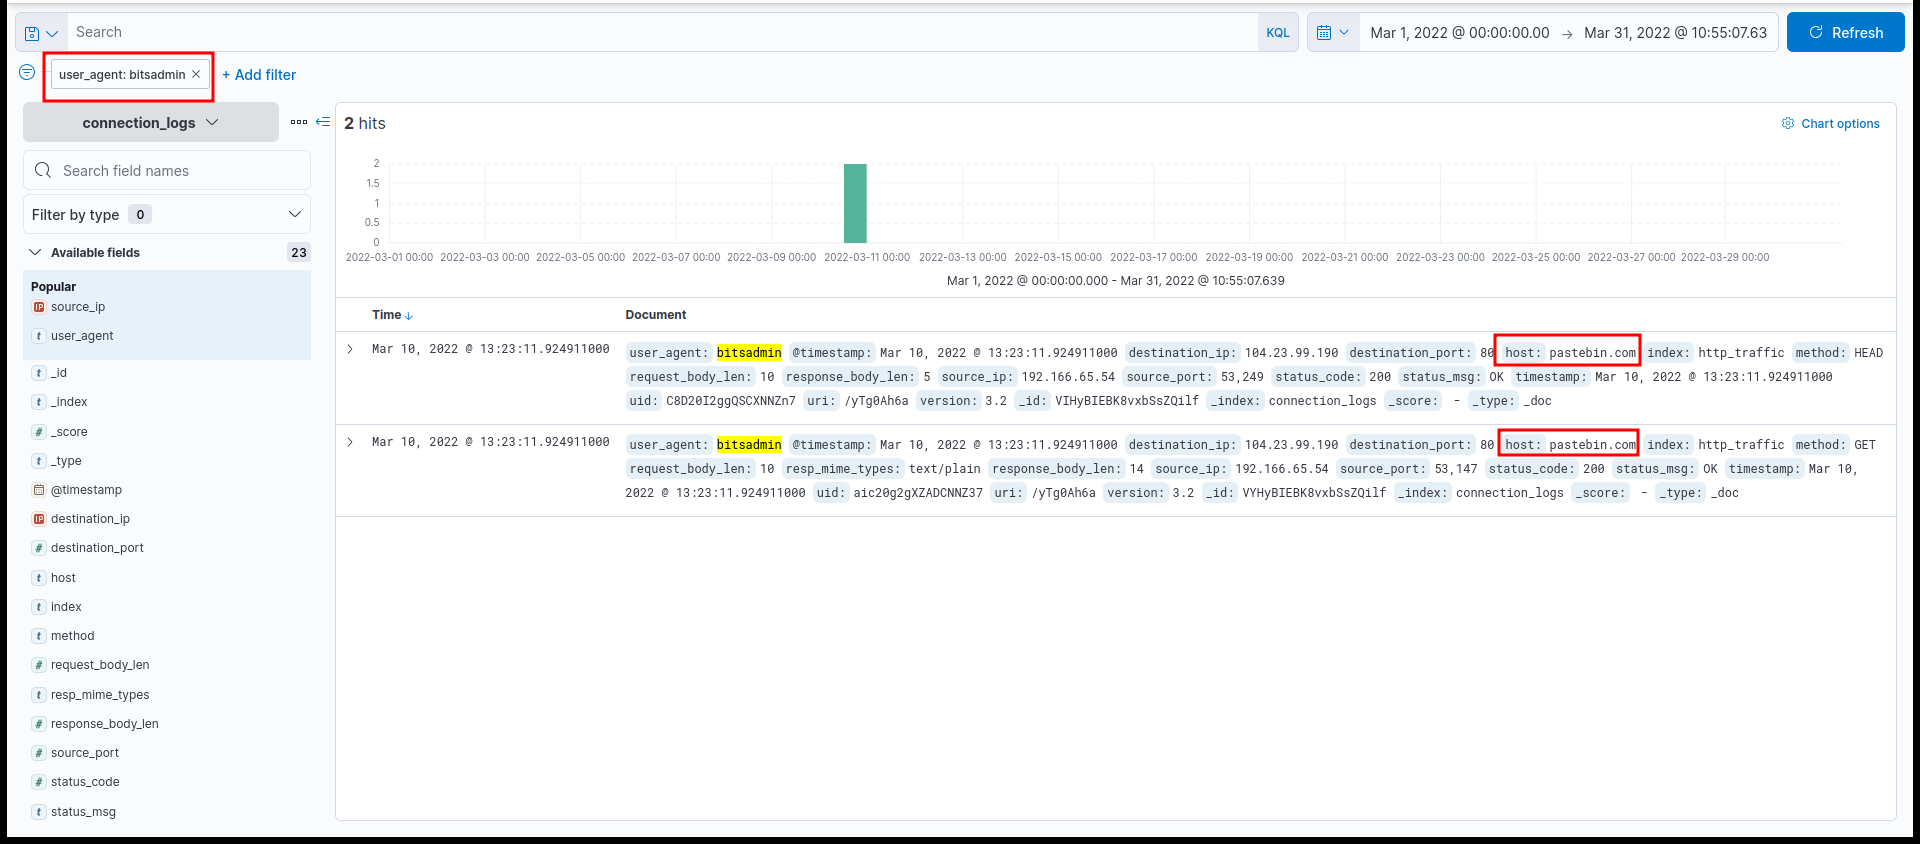 Search
KQL
Mar 1, 2022 @ 00:00:00.00 → Mar 31, 2022 @ 10:55:07.63
Refresh
user_agent: bitsadmin ×
+ Add filter
connection_logs
Search field names
Filter by type 0
Available fields 23
Popular
source_ip
user_agent
_id
_index
_score
_type
@timestamp
destination_ip
destination_port
host
index
method
request_body_len
resp_mime_types
response_body_len
source_port
status_code
status_msg
2 hits
Chart options
2
1.5
1
0.5
0
2022-03-01 00:00 2022-03-03 00:00 2022-03-05 00:00 2022-03-07 00:00 2022-03-09 00:00 2022-03-11 00:00 2022-03-13 00:00 2022-03-15 00:00 2022-03-17 00:00 2022-03-19 00:00 2022-03-21 00:00 2022-03-23 00:00 2022-03-25 00:00 2022-03-27 00:00 2022-03-29 00:00
Mar 1, 2022 @ 00:00:00.000 - Mar 31, 2022 @ 10:55:07.639
Time ↓ Document
Mar 10, 2022 @ 13:23:11.924911000
user_agent: bitsadmin @timestamp: Mar 10, 2022 @ 13:23:11.924911000 destination_ip: 104.23.99.190 destination_port: 80 host: pastebin.com index: http_traffic method: HEAD
request_body_len: 10 response_body_len: 5 source_ip: 192.166.65.54 source_port: 53,249 status_code: 200 status_msg: OK timestamp: Mar 10, 2022 @ 13:23:11.924911000
uid: C8D20I2ggQSCXNNZn7 uri: /yTg0Ah6a version: 3.2 _id: VIHyBIEBK8vxbSsZQilf _index: connection_logs _score: - _type: _doc
Mar 10, 2022 @ 13:23:11.924911000
user_agent: bitsadmin @timestamp: Mar 10, 2022 @ 13:23:11.924911000 destination_ip: 104.23.99.190 destination_port: 80 host: pastebin.com index: http_traffic method: GET
request_body_len: 10 resp_mime_types: text/plain response_body_len: 14 source_ip: 192.166.65.54 source_port: 53,147 status_code: 200 status_msg: OK timestamp: Mar 10,
2022 @ 13:23:11.924911000 uid: aic20g2gXZADCNNZ37 uri: /yTg0Ah6a version: 3.2 _id: VYHyBIEBK8vxbSsZQilf _index: connection_logs _score: - _type: _doc